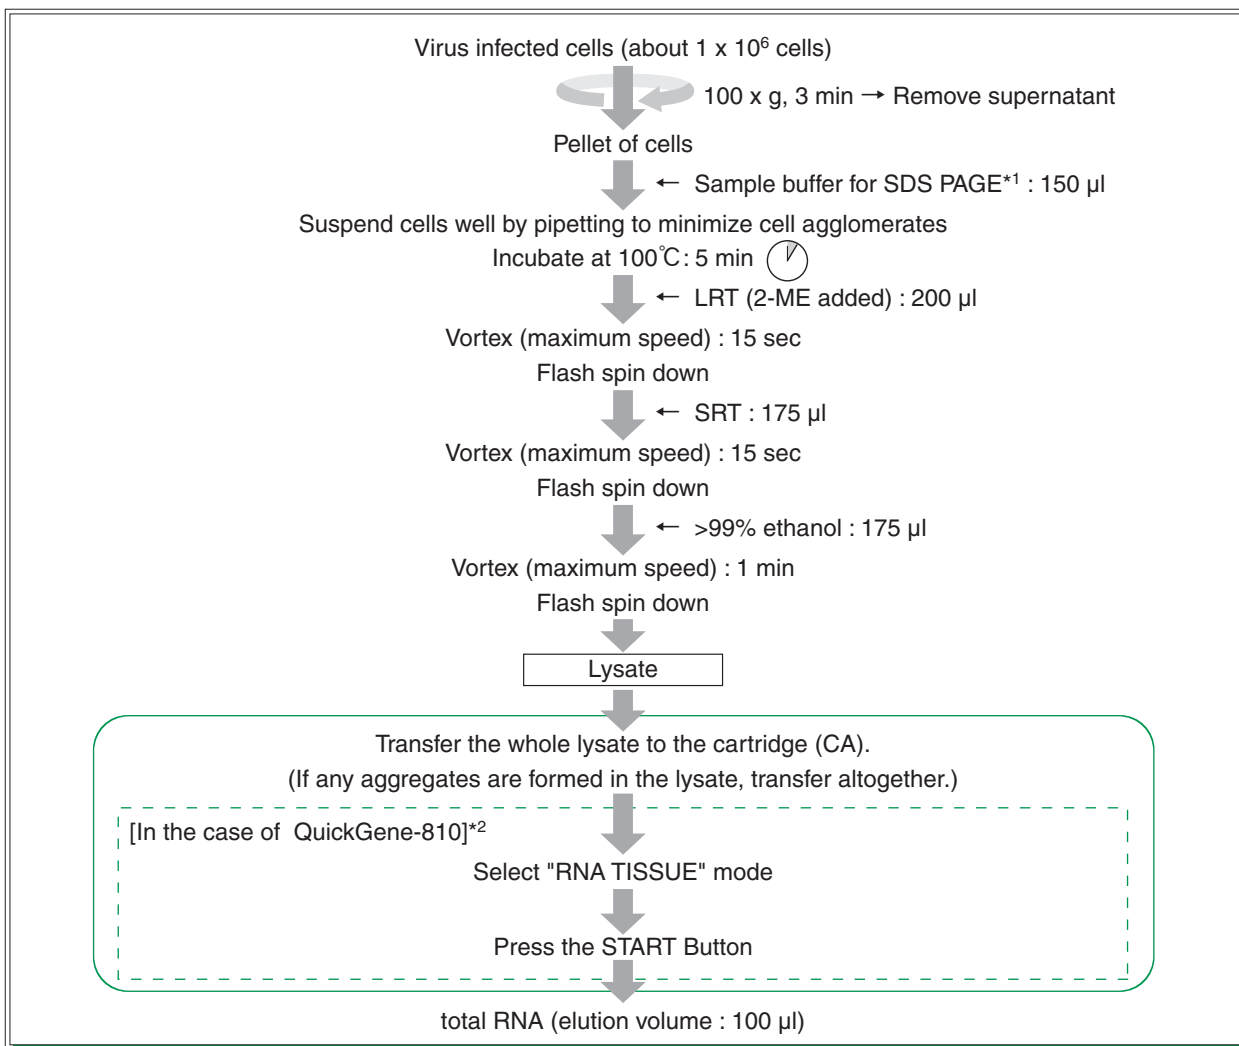 Virus infected cells (about 1 x 10⁶ cells)
100 x g, 3 min → Remove supernatant
Pellet of cells
← Sample buffer for SDS PAGE*1 : 150 µl
Suspend cells well by pipetting to minimize cell agglomerates
Incubate at 100℃: 5 min
← LRT (2-ME added) : 200 µl
Vortex (maximum speed) : 15 sec
Flash spin down
← SRT : 175 µl
Vortex (maximum speed) : 15 sec
Flash spin down
← >99% ethanol : 175 µl
Vortex (maximum speed) : 1 min
Flash spin down
Lysate
Transfer the whole lysate to the cartridge (CA).
(If any aggregates are formed in the lysate, transfer altogether.)
[In the case of QuickGene-810]*2
Select "RNA TISSUE" mode
Press the START Button
total RNA (elution volume : 100 µl)